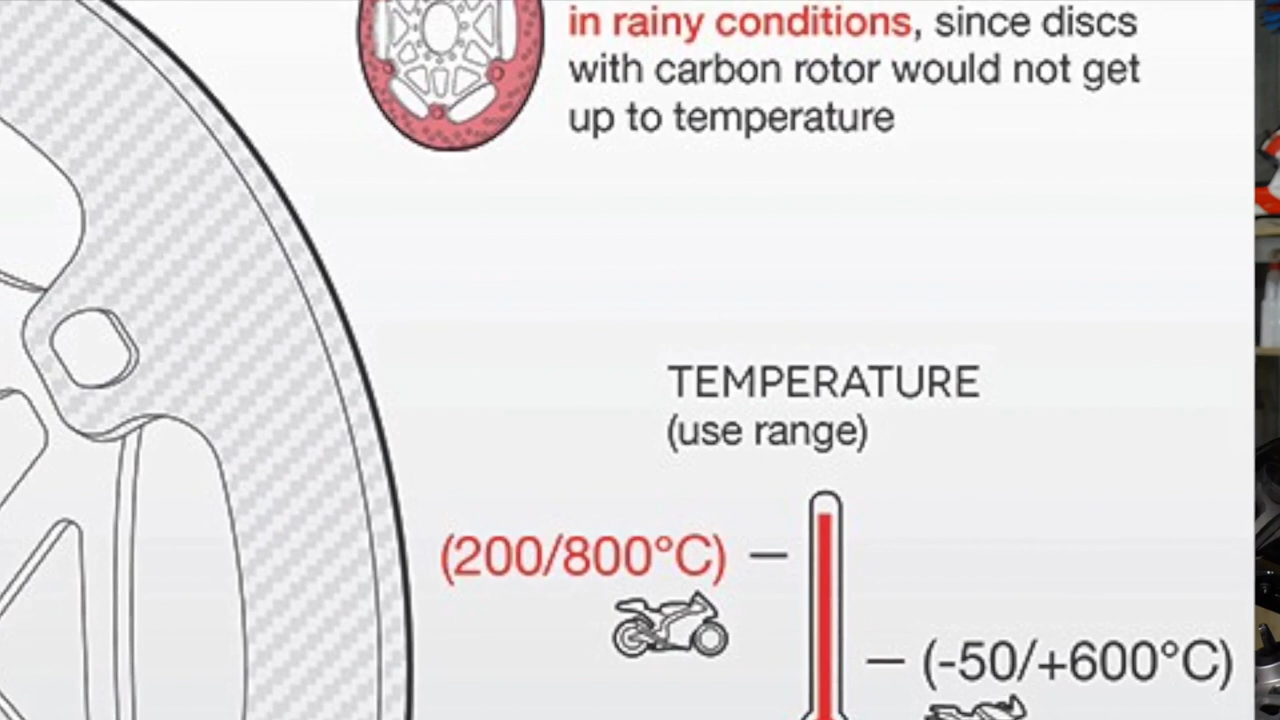 in rainy conditions, since discs
with carbon rotor would not get
up to temperature
TEMPERATURE
(use range)
(200/800°C)
(-50/+600°C)